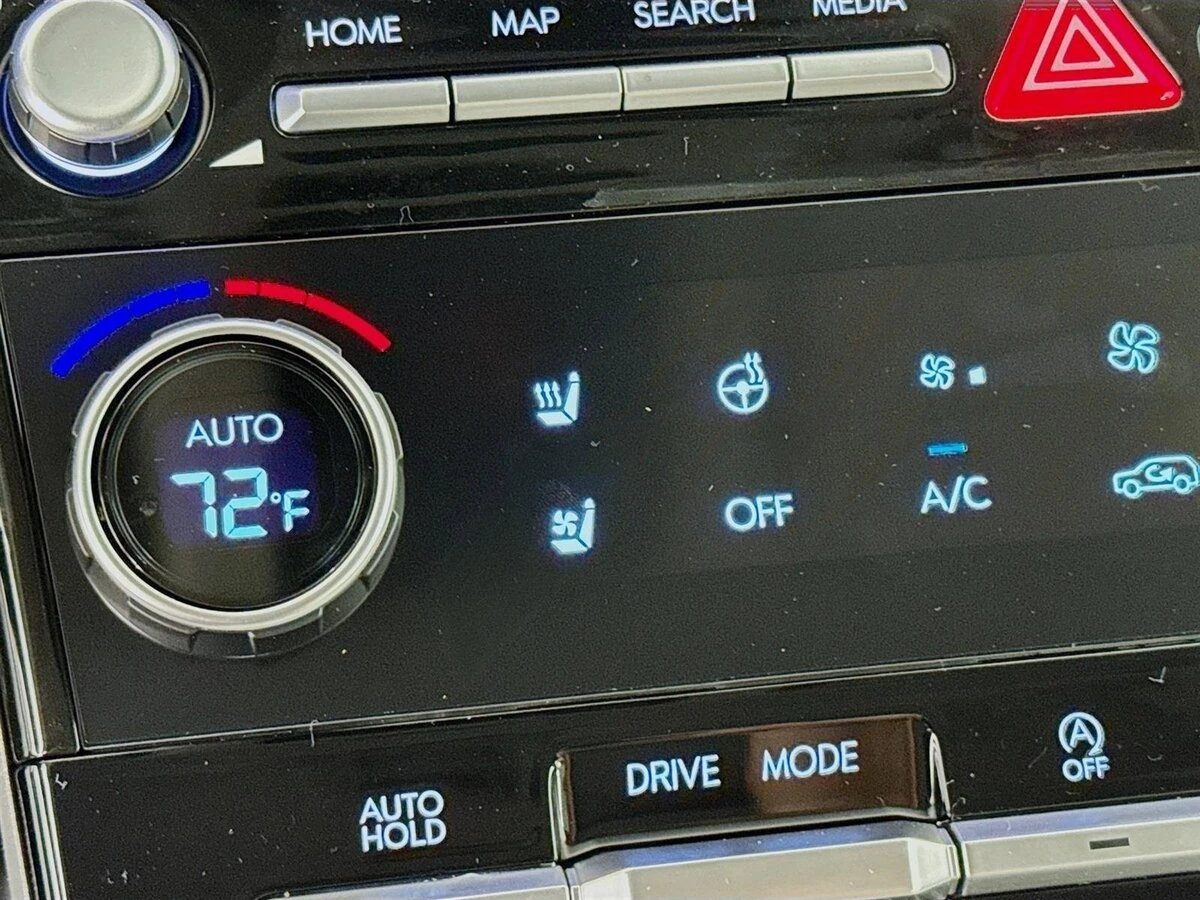 HOME MAP SEARCH MEDIA
AUTO
72°F
OFF
A/C
DRIVE MODE
A
OFF
AUTO
HOLD